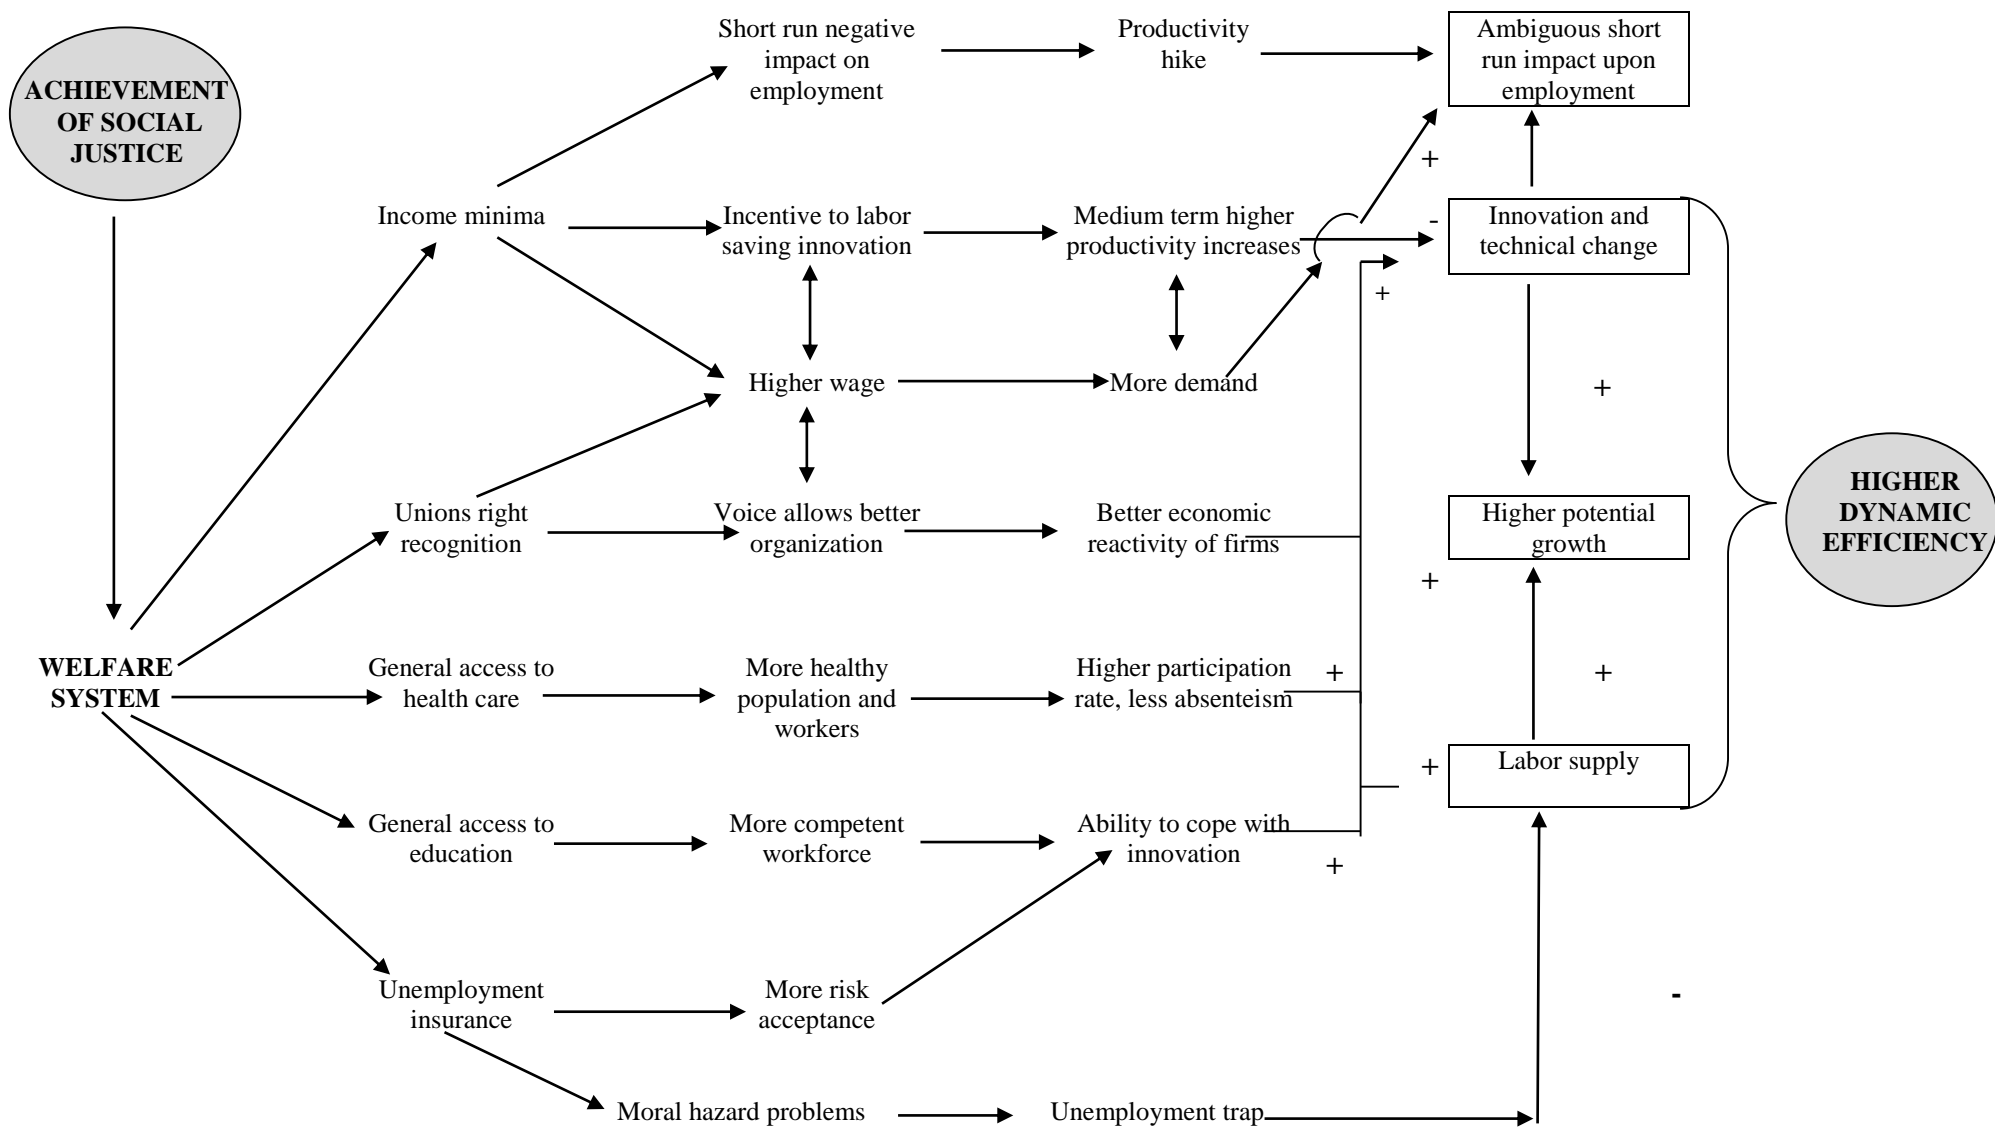 ACHIEVEMENT
OF SOCIAL
JUSTICE
Short run negative
impact on
employment
Productivity
hike
Ambiguous short
run impact upon
employment
+
Income minima
Incentive to labor
saving innovation
Medium term higher
productivity increases
-
Innovation and
technical change
+
Higher wage
More demand
+
Unions right
recognition
Voice allows better
organization
Better economic
reactivity of firms
Higher potential
growth
HIGHER
DYNAMIC
EFFICIENCY
+
WELFARE
SYSTEM
General access to
health care
More healthy
population and
workers
Higher participation
rate, less absenteism
+
+
+
Labor supply
General access to
education
More competent
workforce
Ability to cope with
innovation
+
Unemployment
insurance
More risk
acceptance
-
Moral hazard problems
Unemployment trap